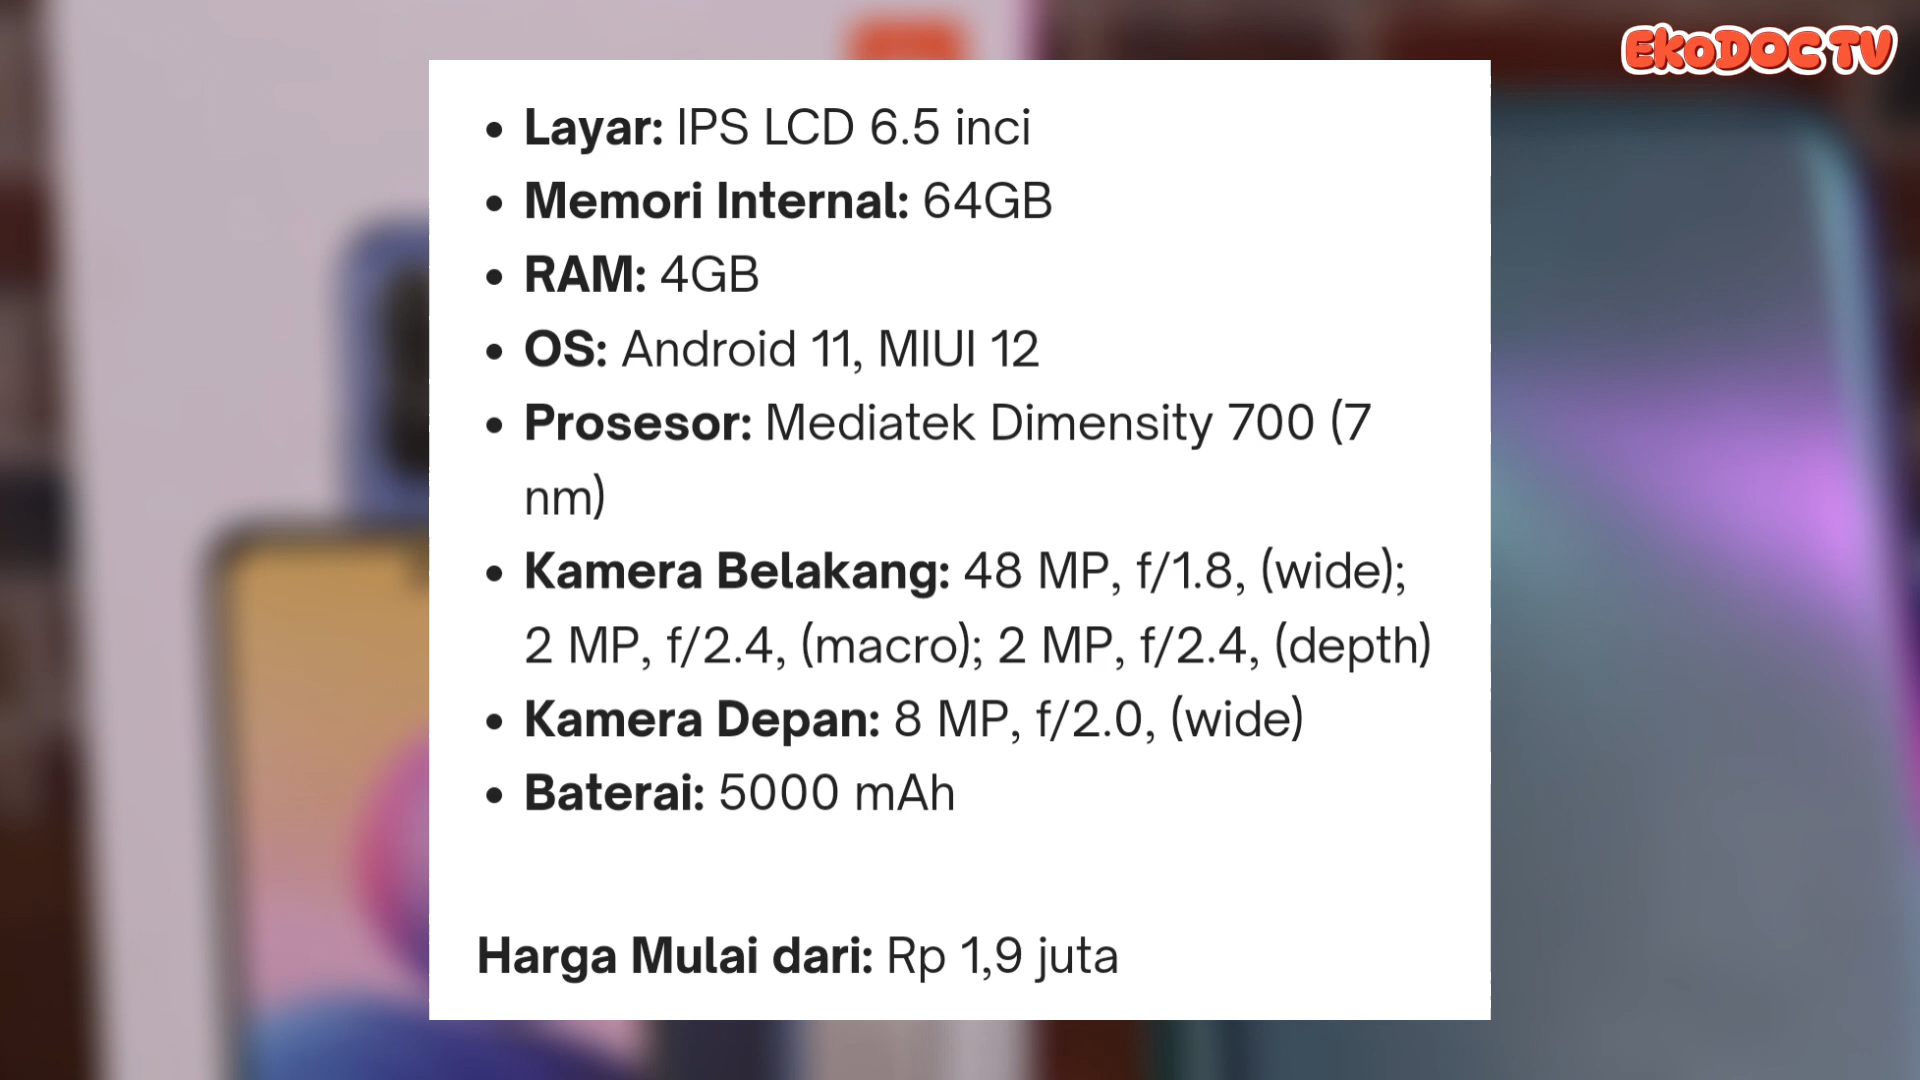 EkoDOC TV
• Layar: IPS LCD 6.5 inci
• Memori Internal: 64GB
• RAM: 4GB
• OS: Android 11, MIUI 12
• Prosesor: Mediatek Dimensity 700 (7
nm)
• Kamera Belakang: 48 MP, f/1.8, (wide);
2 MP, f/2.4, (macro); 2 MP, f/2.4, (depth)
• Kamera Depan: 8 MP, f/2.0, (wide)
• Baterai: 5000 mAh
Harga Mulai dari: Rp 1,9 juta